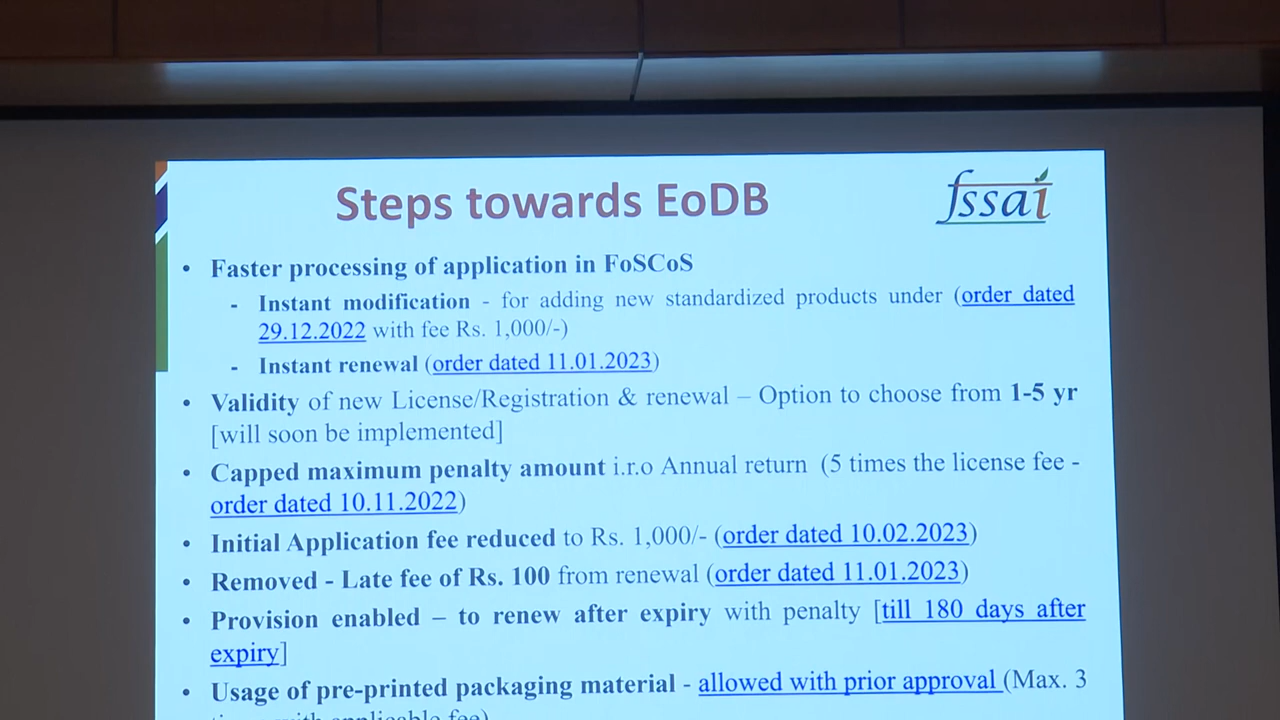 Steps towards EoDB
fssai
• Faster processing of application in FoSCoS
- Instant modification - for adding new standardized products under (order dated
29.12.2022 with fee Rs. 1,000/-)
- Instant renewal (order dated 11.01.2023)
• Validity of new License/Registration & renewal – Option to choose from 1-5 yr
[will soon be implemented]
• Capped maximum penalty amount i.r.o Annual return (5 times the license fee -
order dated 10.11.2022)
• Initial Application fee reduced to Rs. 1,000/- (order dated 10.02.2023)
• Removed - Late fee of Rs. 100 from renewal (order dated 11.01.2023)
• Provision enabled – to renew after expiry with penalty [till 180 days after
expiry]
• Usage of pre-printed packaging material - allowed with prior approval (Max. 3
with applicable fee)